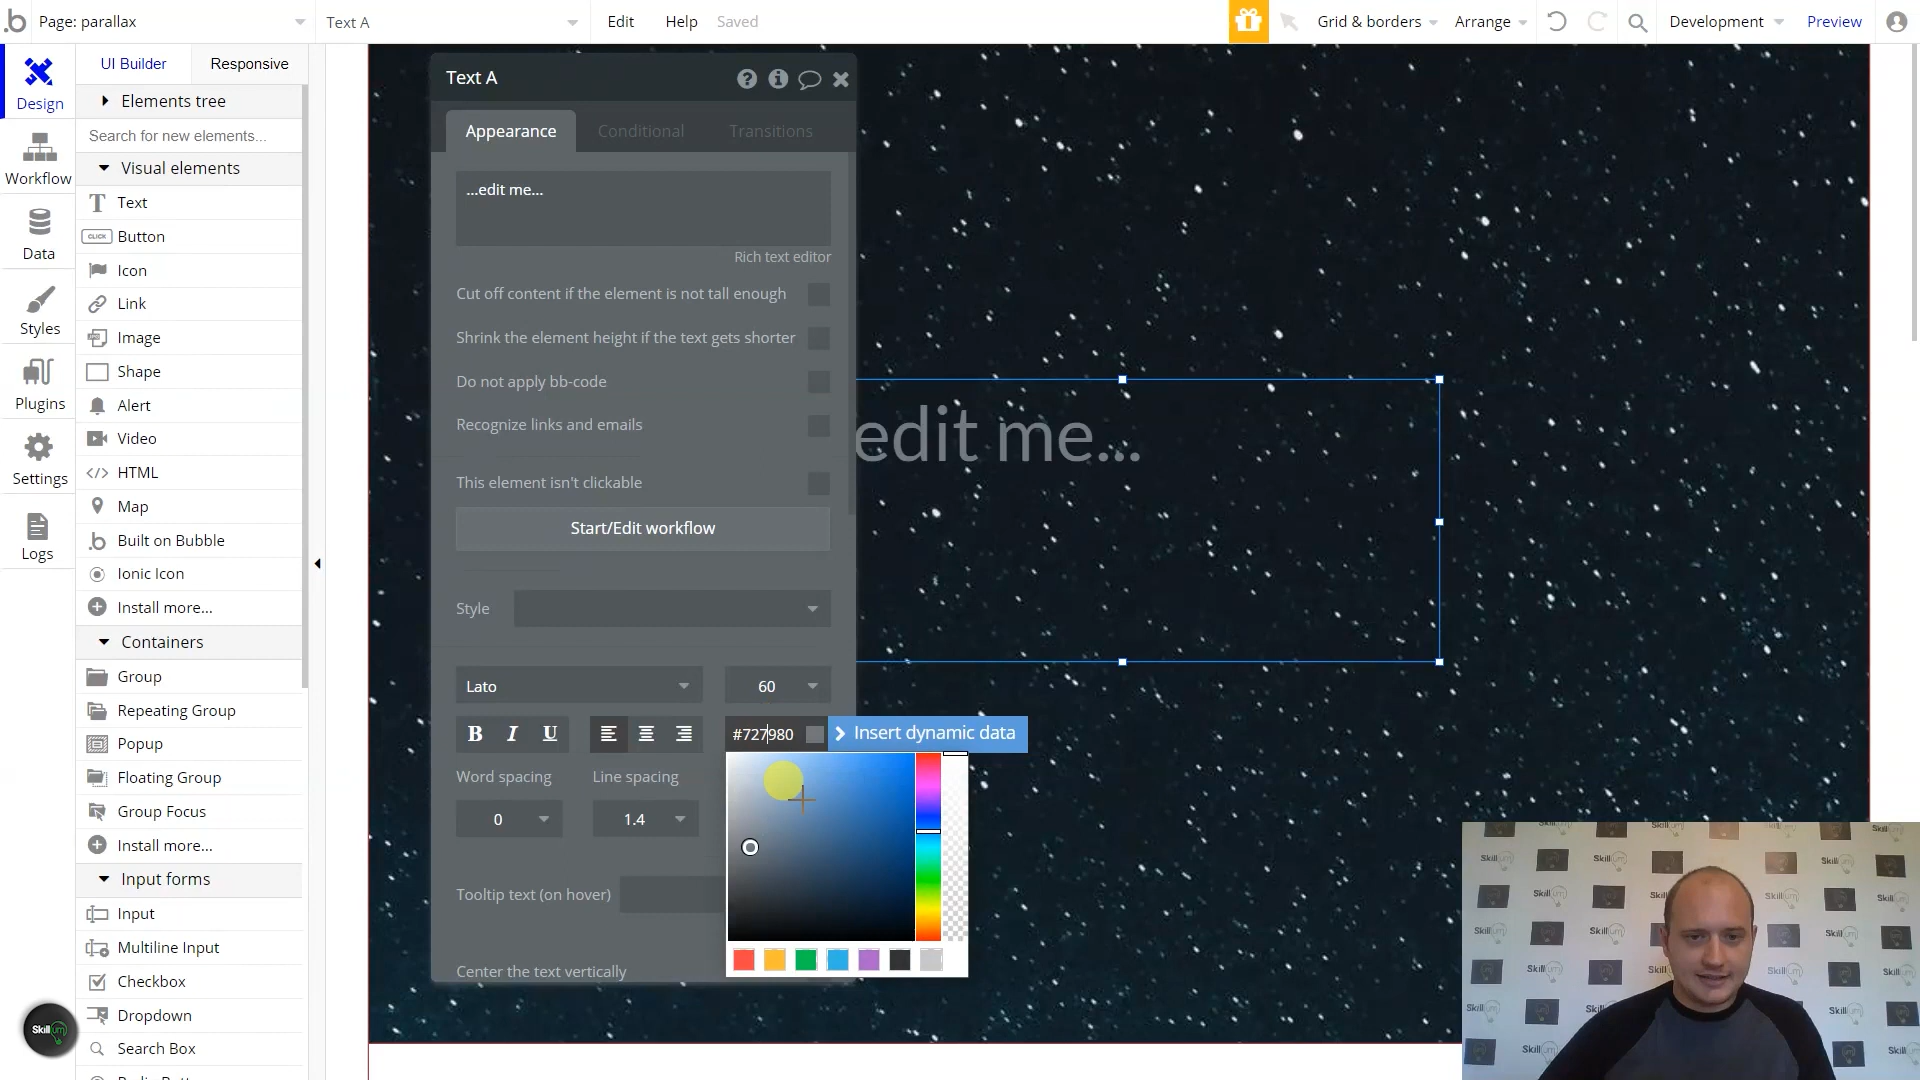 Page: parallax
Text A
Edit
Help
Saved
Grid & borders
Arrange
Development
Preview
Design
Workflow
Data
Styles
Plugins
Settings
Logs
UI Builder
Responsive
Elements tree
Search for new elements...
Visual elements
Text
Button
Icon
Link
Image
Shape
Alert
Video
HTML
Map
Built on Bubble
Ionic Icon
Install more...
Containers
Group
Repeating Group
Popup
Floating Group
Group Focus
Install more...
Input forms
Input
Multiline Input
Checkbox
Dropdown
Search Box
Text A
Appearance
Conditional
Transitions
...edit me...
Rich text editor
Cut off content if the element is not tall enough
Shrink the element height if the text gets shorter
Do not apply bb-code
Recognize links and emails
This element isn't clickable
Start/Edit workflow
Style
Lato
60
B I U
#727980
Insert dynamic data
Word spacing
Line spacing
0
1.4
Tooltip text (on hover)
Center the text vertically
edit me...
Skillum